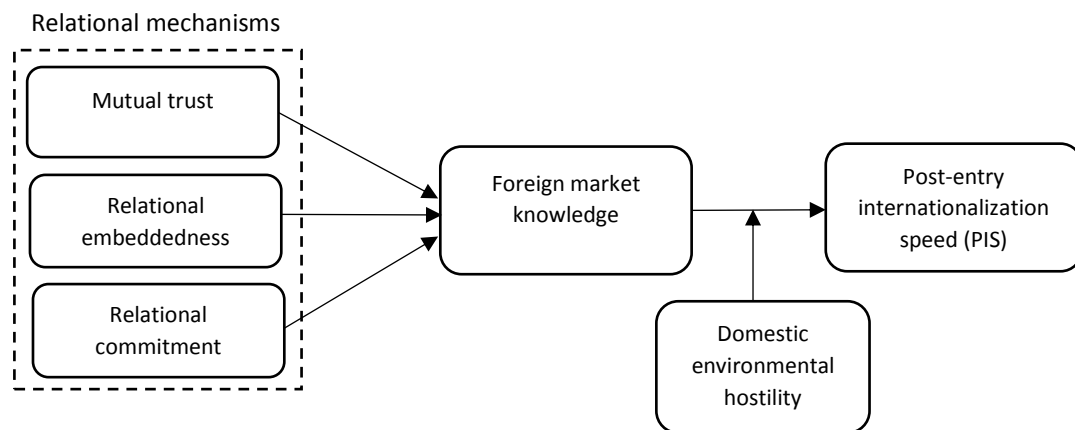 Relational mechanisms
Mutual trust
Relational
embeddedness
Relational
commitment
Foreign market
knowledge
Post-entry
internationalization
speed (PIS)
Domestic
environmental
hostility